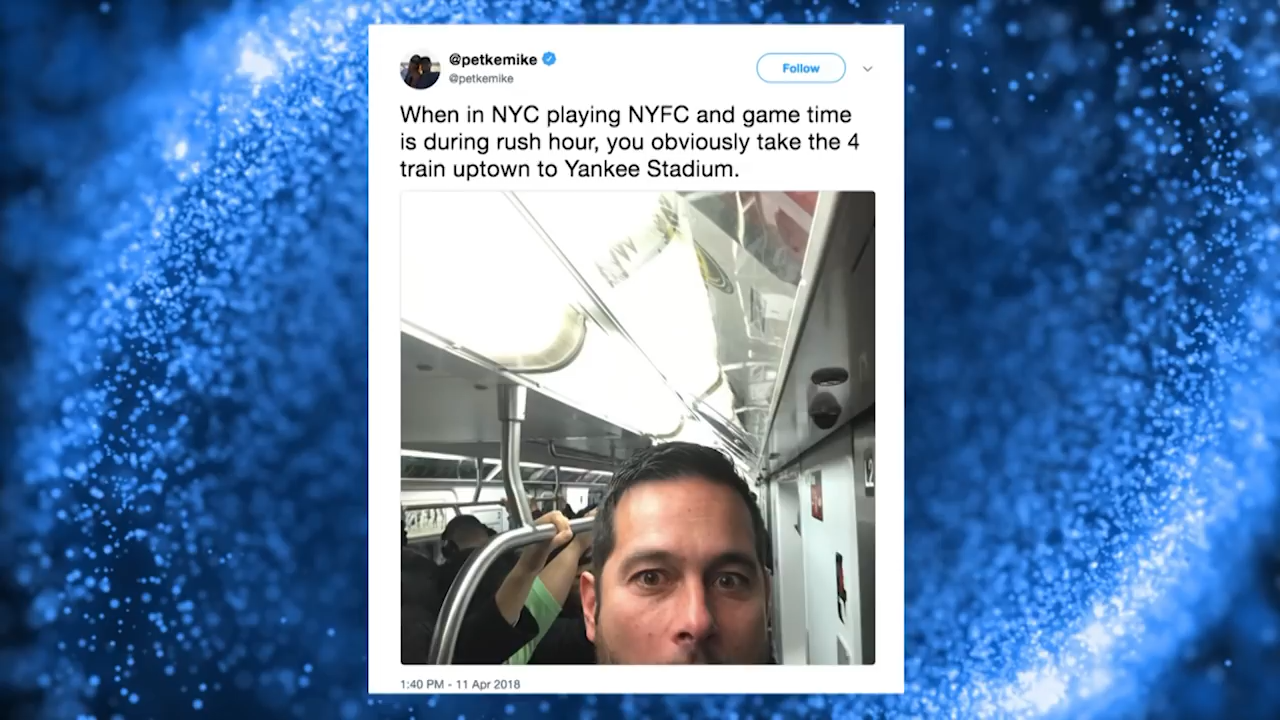 @petkemike
@petkemike
Follow
When in NYC playing NYFC and game time
is during rush hour, you obviously take the 4
train uptown to Yankee Stadium.
1:40 PM - 11 Apr 2018